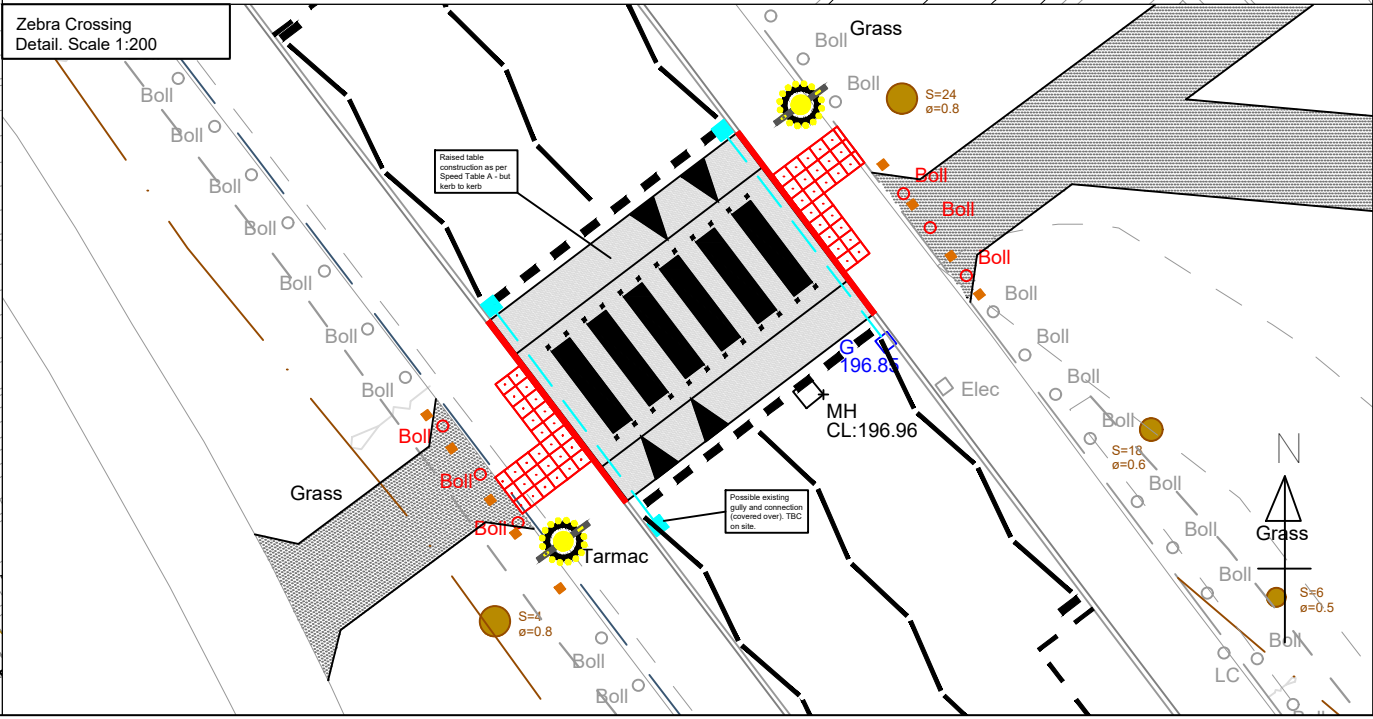 Zebra Crossing
Detail. Scale 1:200
Boll
Grass
Boll
Boll
S=24
ø=0.8
Boll
Raised table
construction as per
Speed Table A - but
kerb to kerb
Boll
Boll
Boll
Boll
Boll
Boll
Boll
Boll
Boll
G
196.85
Boll
Boll
Elec
Boll
MH
CL:196.96
Boll
Boll
N
S=18
ø=0.6
Boll
Boll
Grass
Possible existing
gully and connection
(covered over). TBC
on site.
Boll
Boll
Grass
Tarmac
Boll
S=6
ø=0.5
S=4
ø=0.8
Boll
Boll
LC
Boll
Boll